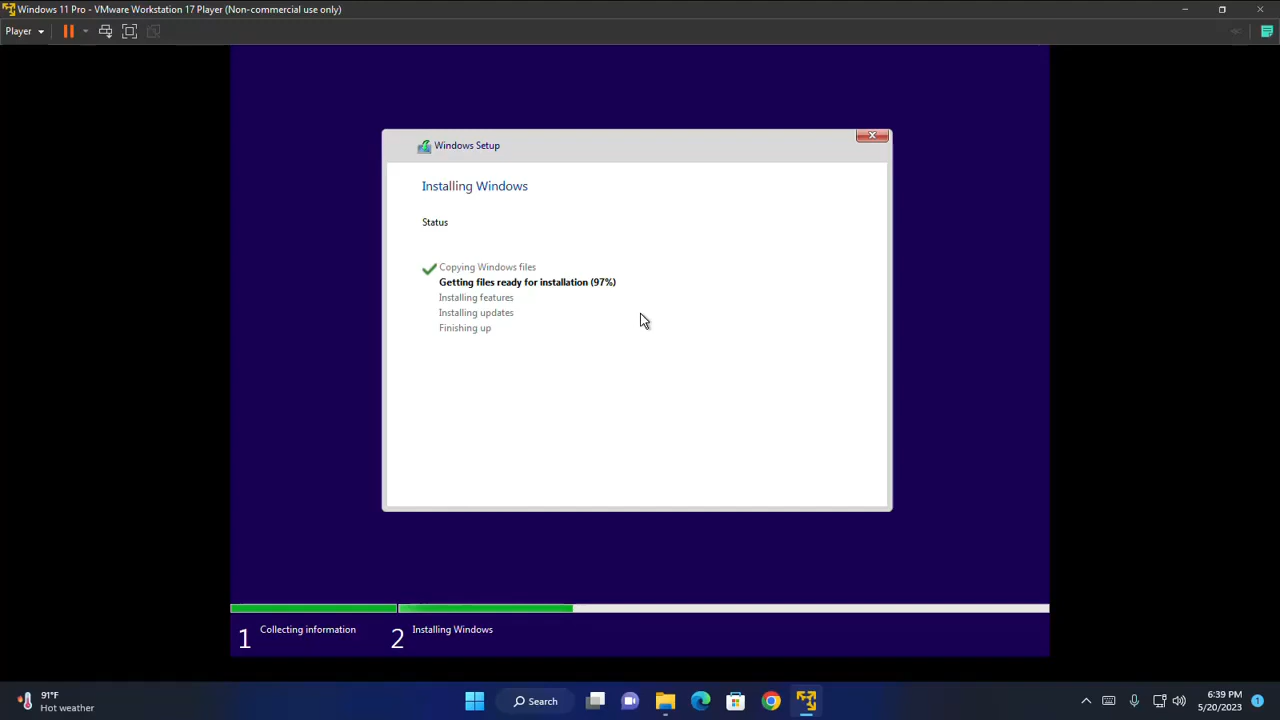 Windows 11 Pro - VMware Workstation 17 Player (Non-commercial use only)
Player
Windows Setup
Installing Windows
Status
Copying Windows files
Getting files ready for installation (97%)
Installing features
Installing updates
Finishing up
1 Collecting information
2 Installing Windows
91°F
Hot weather
Search
6:39 PM
5/20/2023
1